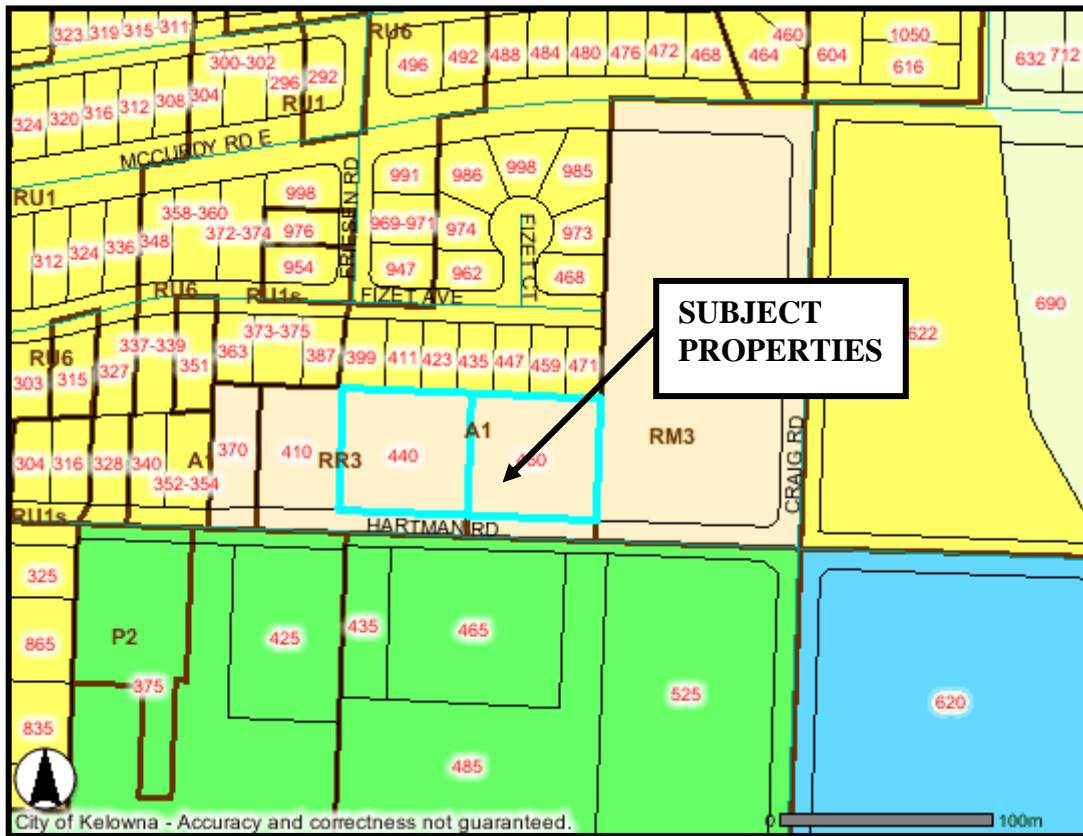 323 319 315 311 RU6 460
496 492 488 484 480 476 472 468 464 604 1050 632 712
300-302 616
296 292
324 320 316 312 308 304 RU1
MCCURDY RD E
991 986 998 985
RU1 998 FRIESEN RD
358-360 969-971 974 FIZET CT 973
312 324 336 348 372-374 976
954 947 962 468
RU6 RU1s FIZET AVE
SUBJECT
PROPERTIES
622 690
337-339 373-375
RU6 351 363 387 399 411 423 435 447 459 471
303 315 327
A1 RM3 CRAIG RD
304 316 328 340 A1 370 410 RR3 440 460
352-354
RU1s HARTMAN RD
325
P2 435 465
865 425
375 525 620
835
485
City of Kelowna - Accuracy and correctness not guaranteed. 0 100m